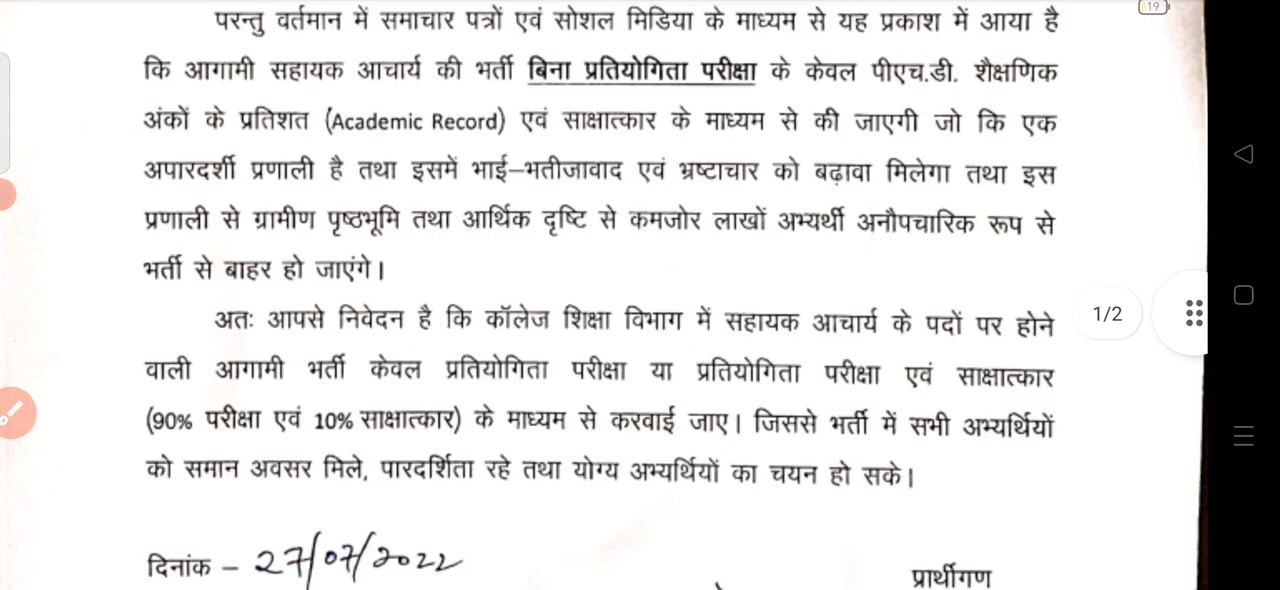 19
परन्तु वर्तमान में समाचार पत्रों एवं सोशल मिडिया के माध्यम से यह प्रकाश में आया है
कि आगामी सहायक आचार्य की भर्ती बिना प्रतियोगिता परीक्षा के केवल पीएच.डी. शैक्षणिक
अंकों के प्रतिशत (Academic Record) एवं साक्षात्कार के माध्यम से की जाएगी जो कि एक
अपारदर्शी प्रणाली है तथा इसमें भाई–भतीजावाद एवं भ्रष्टाचार को बढ़ावा मिलेगा तथा इस
प्रणाली से ग्रामीण पृष्ठभूमि तथा आर्थिक दृष्टि से कमजोर लाखों अभ्यर्थी अनौपचारिक रूप से
भर्ती से बाहर हो जाएंगे।
अतः आपसे निवेदन है कि कॉलेज शिक्षा विभाग में सहायक आचार्य के पदों पर होने
1/2
वाली आगामी भर्ती केवल प्रतियोगिता परीक्षा या प्रतियोगिता परीक्षा एवं साक्षात्कार
(90% परीक्षा एवं 10% साक्षात्कार) के माध्यम से करवाई जाए। जिससे भर्ती में सभी अभ्यर्थियों
को समान अवसर मिले, पारदर्शिता रहे तथा योग्य अभ्यर्थियों का चयन हो सके।
दिनांक – 27/07/2022
प्रार्थीगण